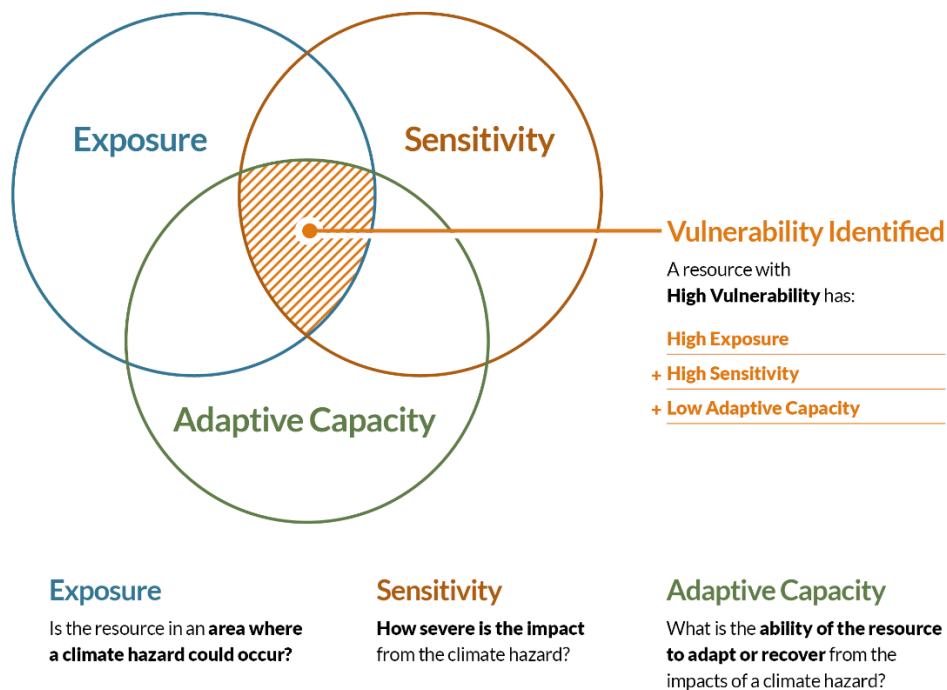 Exposure
Sensitivity
Adaptive Capacity
Vulnerability Identified
A resource with
High Vulnerability has:
High Exposure
+ High Sensitivity
+ Low Adaptive Capacity
Exposure
Is the resource in an area where
a climate hazard could occur?
Sensitivity
How severe is the impact
from the climate hazard?
Adaptive Capacity
What is the ability of the resource
to adapt or recover from the
impacts of a climate hazard?